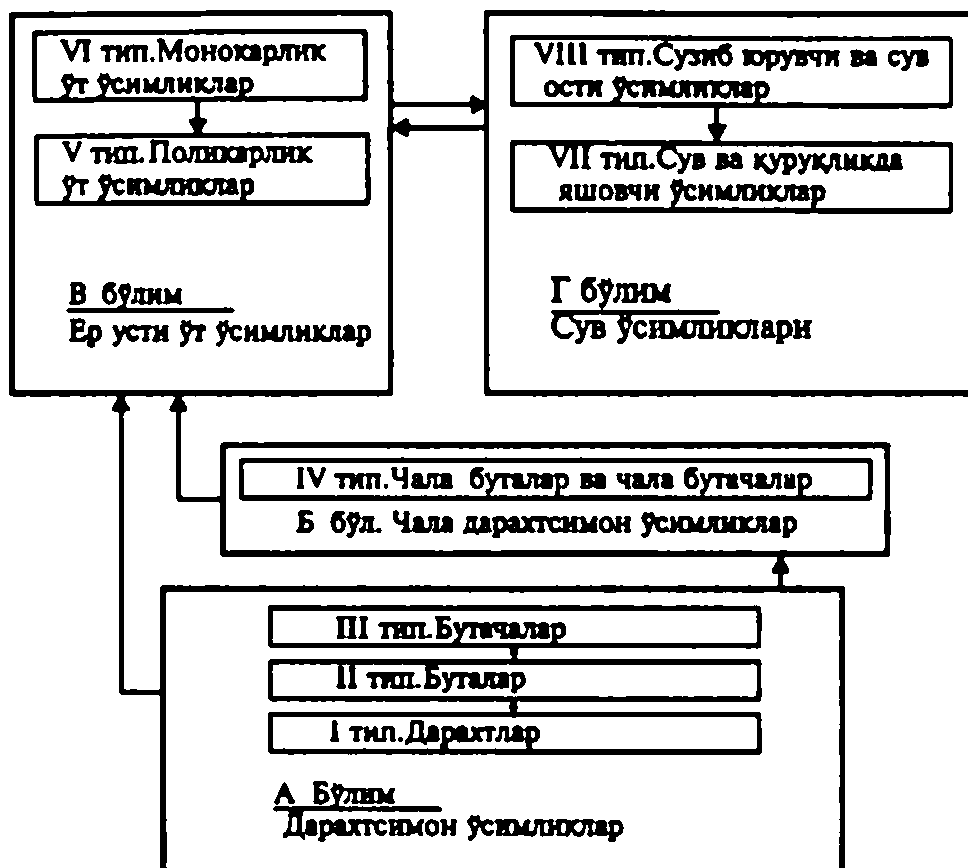 VI тип.Монокарлик
ўт ўсимликлар
V тип.Поликарлик
ўт ўсимликлар
В бўлим
Ер усти ўт ўсимликлар
VIII тип.Сузиб юрувчи ва сув
ости ўсимликлар
VII тип.Сув ва қуруқликда
яшовчи ўсимликлар
Г бўлим
Сув ўсимликлари
IV тип.Чала буталар ва чала бутачалар
Б бўл. Чала дарахтсимон ўсимликлар
III тип.Бутачалар
II тип.Буталар
I тип.Дарахтлар
А Бўлим
Дарахтсимон ўсимликлар